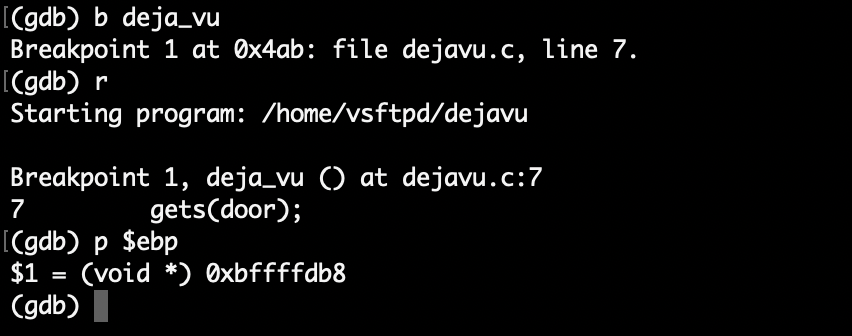 (gdb) b deja_vu
Breakpoint 1 at 0x4ab: file dejavu.c, line 7.
(gdb) r
Starting program: /home/vsftpd/dejavu
Breakpoint 1, deja_vu () at dejavu.c:7
7         gets(door);
(gdb) p $ebp
$1 = (void *) 0xbffffdb8
(gdb)